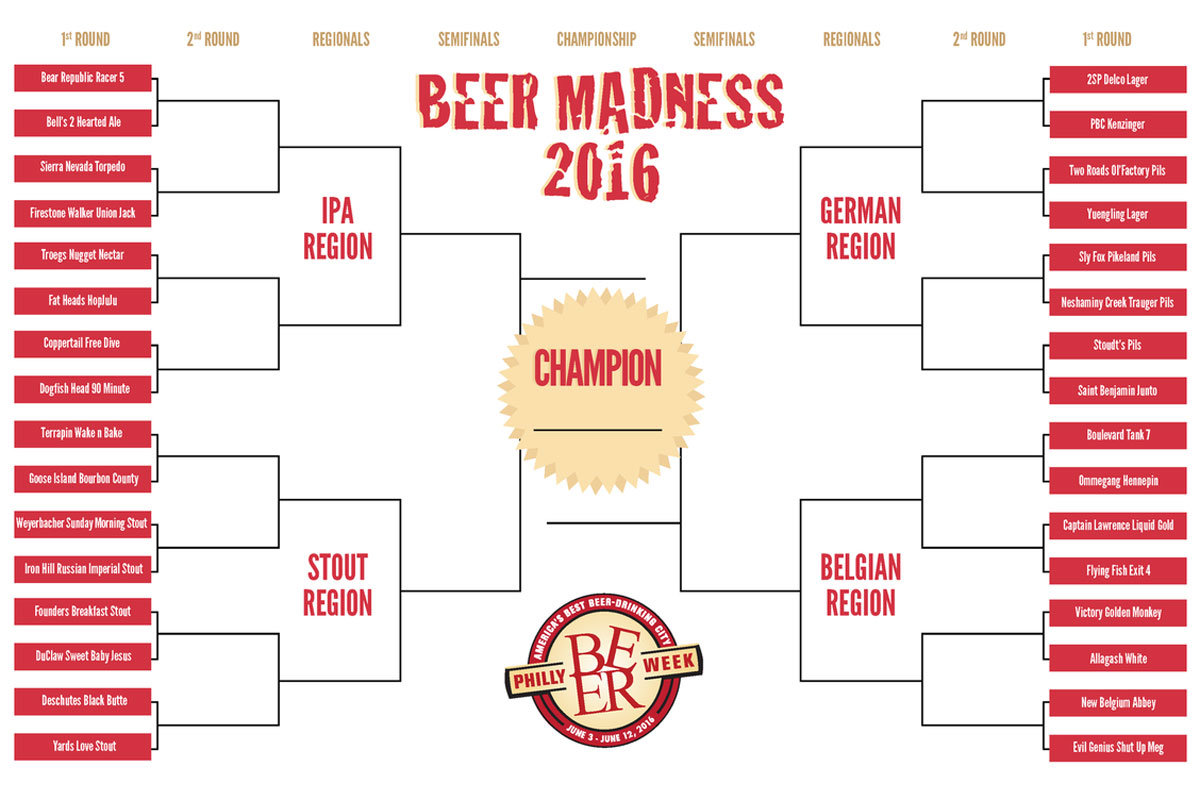 1st ROUND
2nd ROUND
REGIONALS
SEMIFINALS
CHAMPIONSHIP
SEMIFINALS
REGIONALS
2nd ROUND
1st ROUND
BEER MADNESS
2016
Bear Republic Racer 5
Bell's 2 Hearted Ale
Sierra Nevada Torpedo
Firestone Walker Union Jack
Troegs Nugget Nectar
Fat Heads HopJuJu
Coppertail Free Dive
Dogfish Head 90 Minute
IPA
REGION
Terrapin Wake n Bake
Goose Island Bourbon County
Weyerbacher Sunday Morning Stout
Iron Hill Russian Imperial Stout
Founders Breakfast Stout
DuClaw Sweet Baby Jesus
Deschutes Black Butte
Yards Love Stout
STOUT
REGION
CHAMPION
GERMAN
REGION
2SP Delco Lager
PBC Kenzinger
Two Roads Ol'Factory Pils
Yuengling Lager
Sly Fox Pikeland Pils
Neshaminy Creek Trauger Pils
Stoudt's Pils
Saint Benjamin Junto
BELGIAN
REGION
Boulevard Tank 7
Ommegang Hennepin
Captain Lawrence Liquid Gold
Flying Fish Exit 4
Victory Golden Monkey
Allagash White
New Belgium Abbey
Evil Genius Shut Up Meg
AMERICA'S BEST BEER-DRINKING CITY
PHILLY
BEER
WEEK
JUNE 3 - JUNE 12, 2016